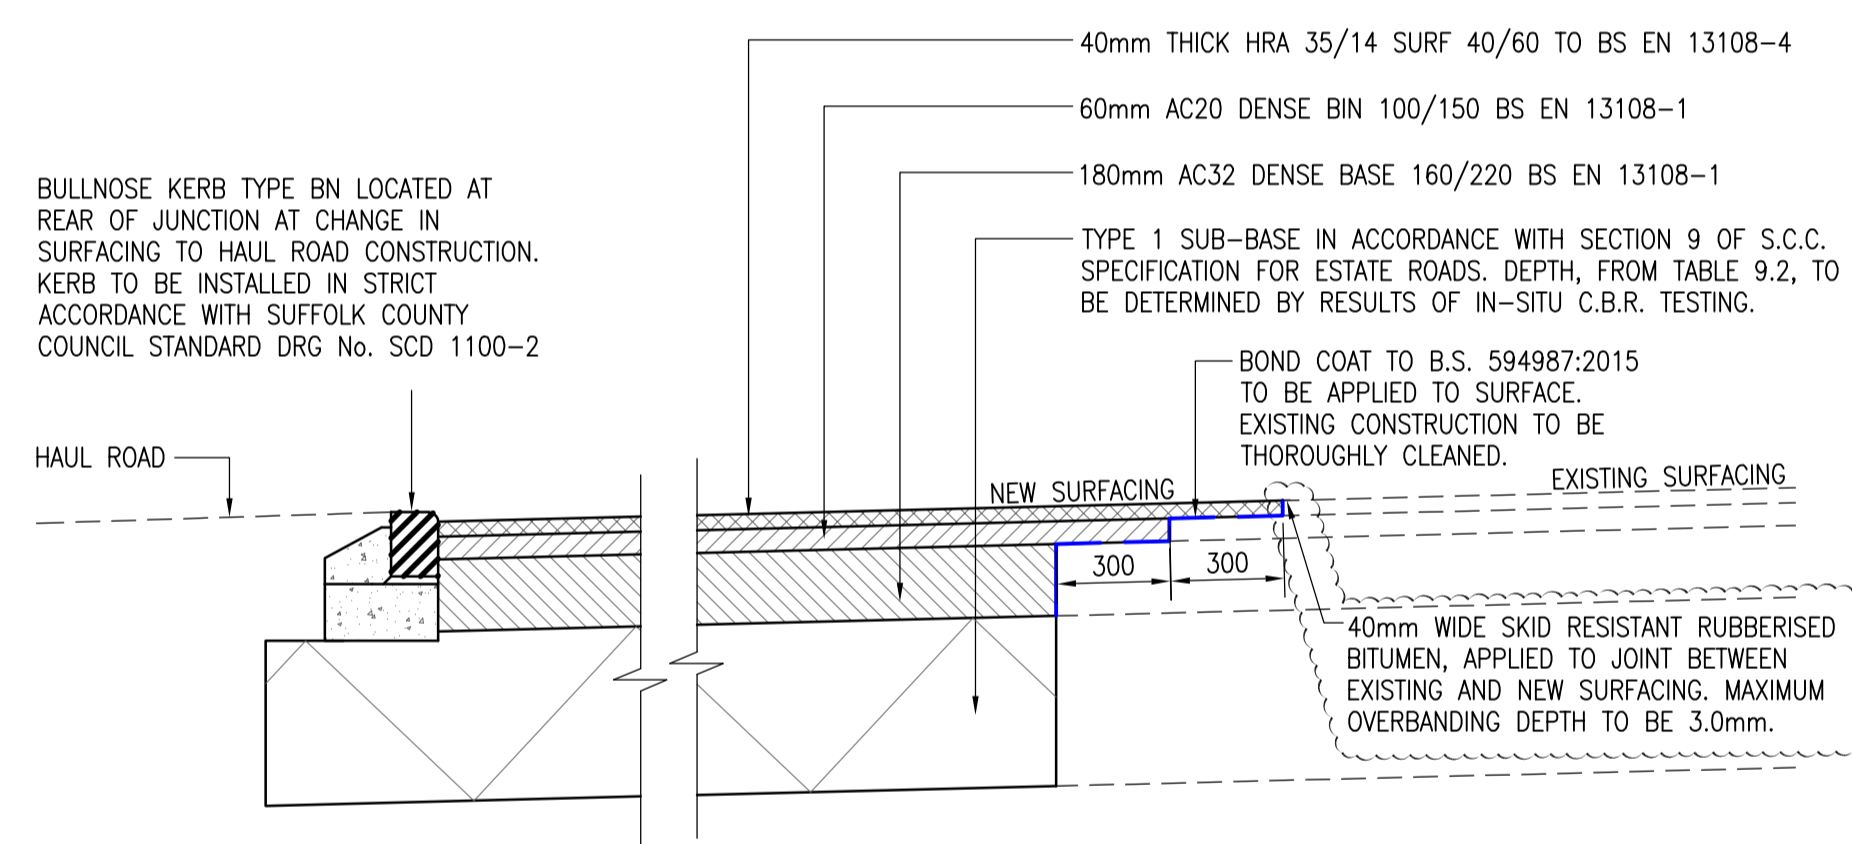 40mm THICK HRA 35/14 SURF 40/60 TO BS EN 13108-4
60mm AC20 DENSE BIN 100/150 BS EN 13108-1
180mm AC32 DENSE BASE 160/220 BS EN 13108-1
TYPE 1 SUB-BASE IN ACCORDANCE WITH SECTION 9 OF S.C.C.
SPECIFICATION FOR ESTATE ROADS. DEPTH, FROM TABLE 9.2, TO
BE DETERMINED BY RESULTS OF IN-SITU C.B.R. TESTING.
BULLNOSE KERB TYPE BN LOCATED AT
REAR OF JUNCTION AT CHANGE IN
SURFACING TO HAUL ROAD CONSTRUCTION.
KERB TO BE INSTALLED IN STRICT
ACCORDANCE WITH SUFFOLK COUNTY
COUNCIL STANDARD DRG No. SCD 1100-2
BOND COAT TO B.S. 594987:2015
TO BE APPLIED TO SURFACE.
EXISTING CONSTRUCTION TO BE
THOROUGHLY CLEANED.
HAUL ROAD
NEW SURFACING
EXISTING SURFACING
300
300
40mm WIDE SKID RESISTANT RUBBERISED
BITUMEN, APPLIED TO JOINT BETWEEN
EXISTING AND NEW SURFACING. MAXIMUM
OVERBANDING DEPTH TO BE 3.0mm.